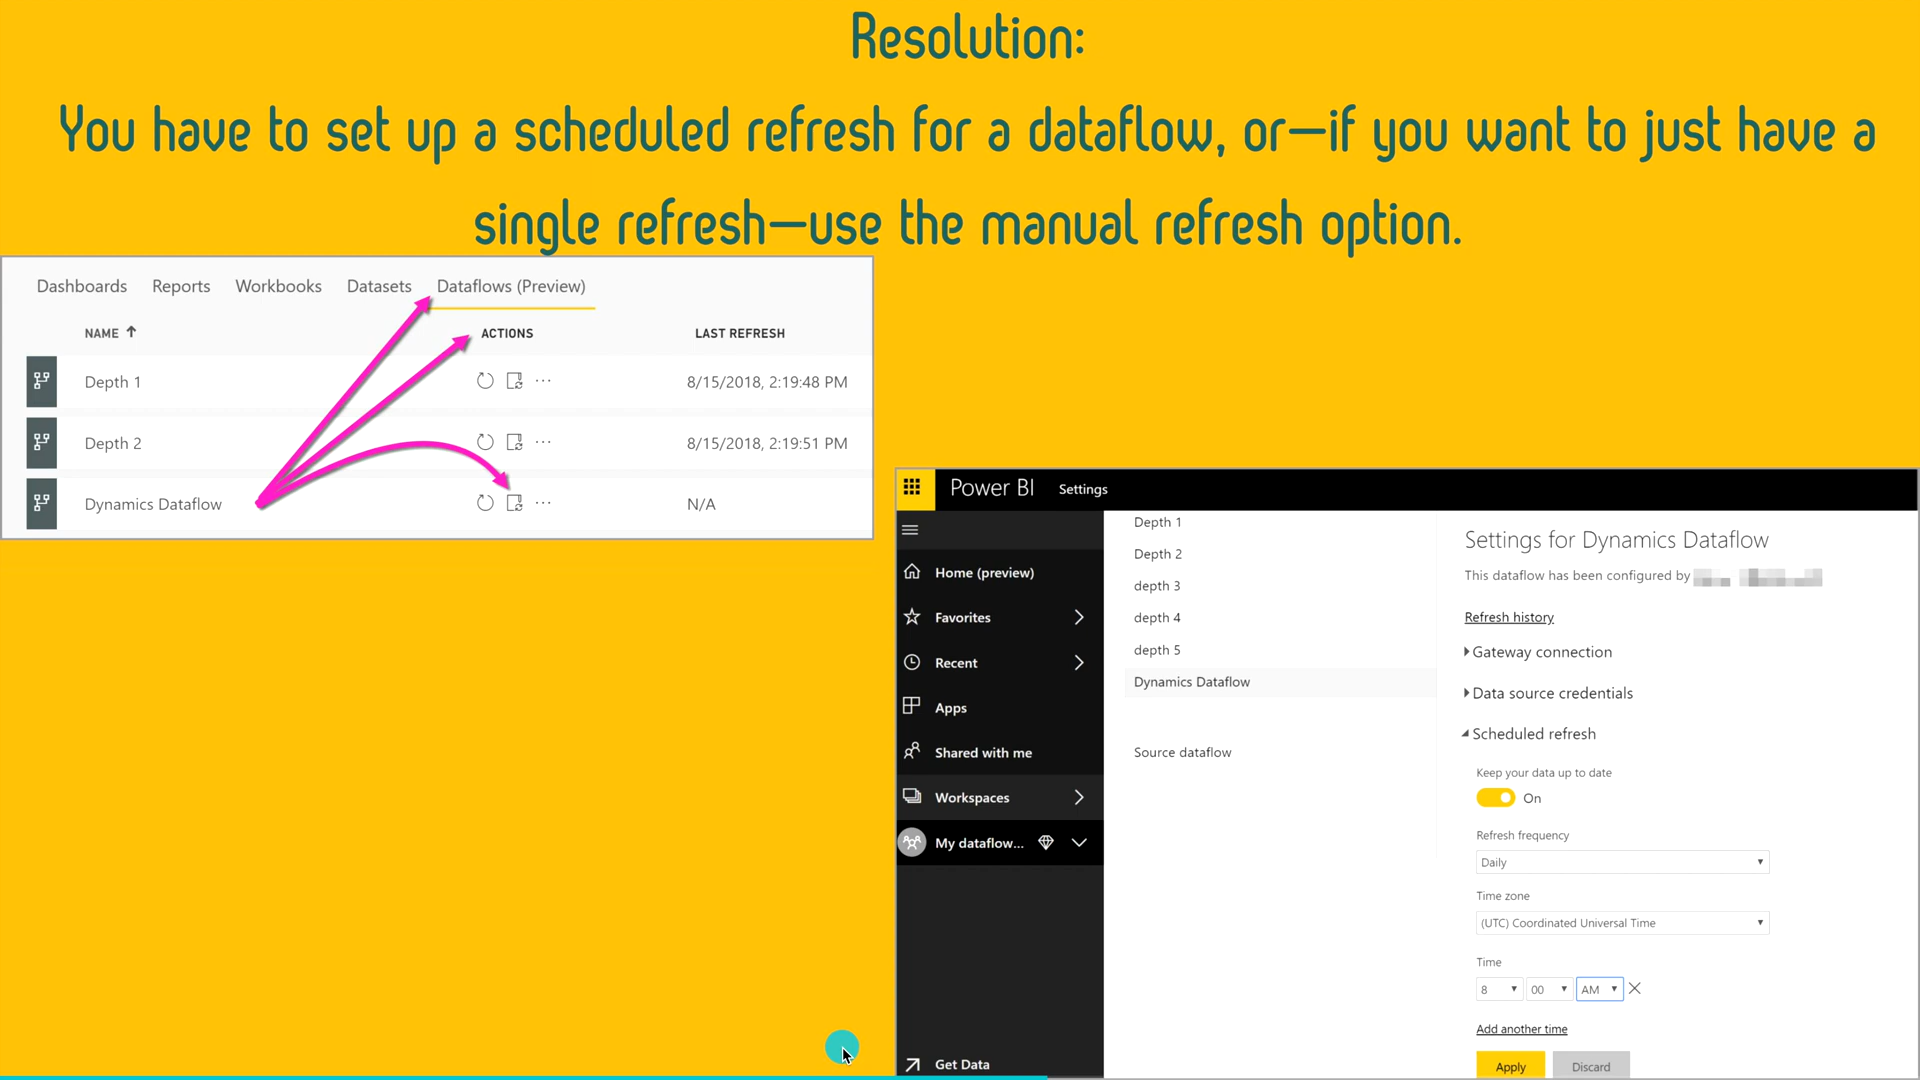 Resolution:
You have to set up a scheduled refresh for a dataflow, or—if you want to just have a
single refresh—use the manual refresh option.
Dashboards Reports Workbooks Datasets Dataflows (Preview)
NAME ACTIONS LAST REFRESH
Depth 1 8/15/2018, 2:19:48 PM
Depth 2 8/15/2018, 2:19:51 PM
Dynamics Dataflow N/A
Power BI Settings
Home (preview)
Favorites
Recent
Apps
Shared with me
Workspaces
My dataflow...
Get Data
Depth 1
Depth 2
depth 3
depth 4
depth 5
Dynamics Dataflow
Source dataflow
Settings for Dynamics Dataflow
This dataflow has been configured by
Refresh history
Gateway connection
Data source credentials
Scheduled refresh
Keep your data up to date
On
Refresh frequency
Daily
Time zone
(UTC) Coordinated Universal Time
Time
8 00 AM
Add another time
Apply Discard